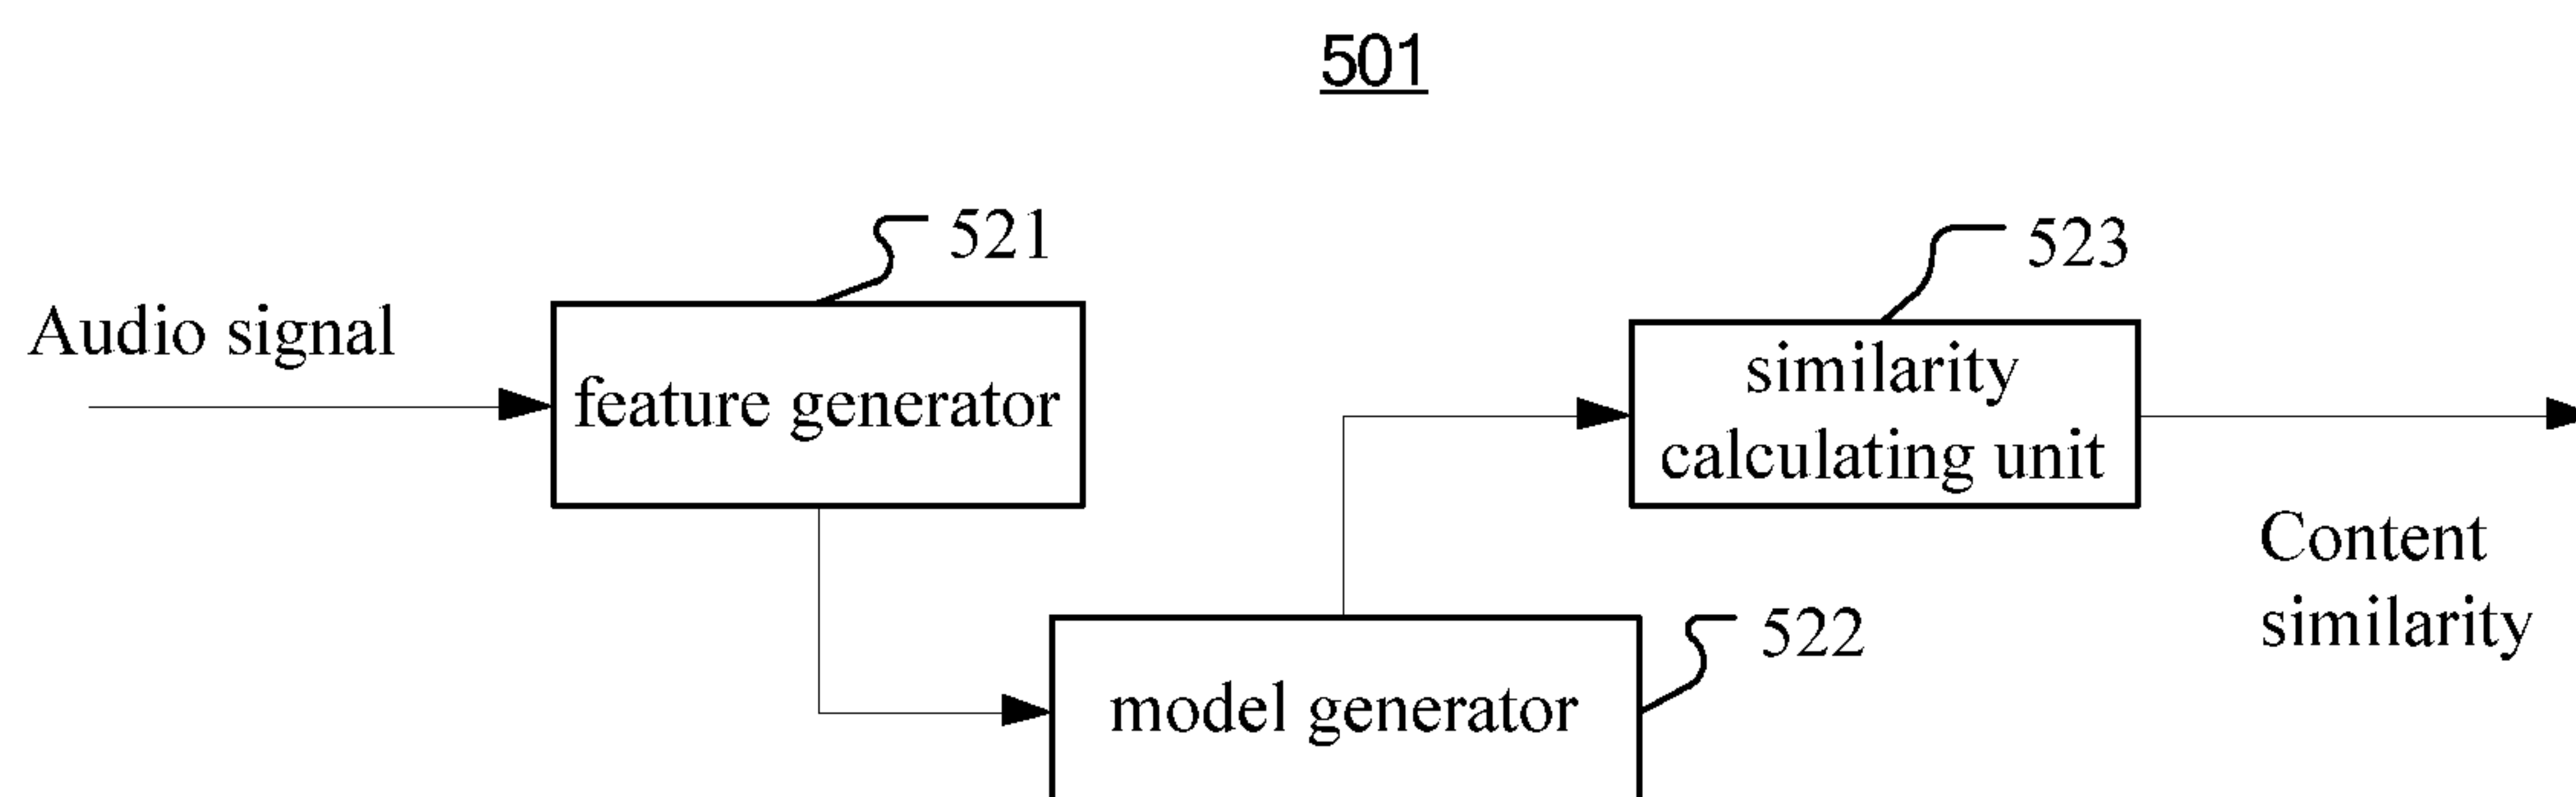 501
521
523
Audio signal
feature generator
similarity
calculating unit
Content
similarity
522
model generator